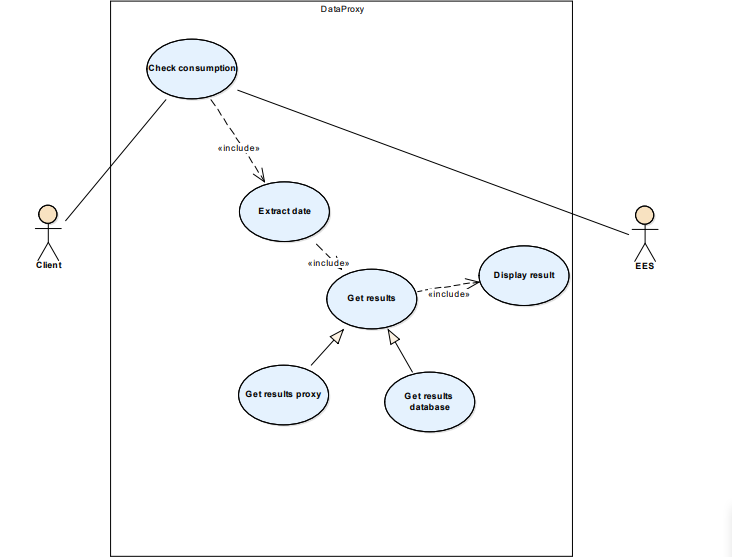 DataProxy
Check consumption
«include»
Extract date
«include»
Client
EES
Display result
«include»
Get results
Get results proxy
Get results
database